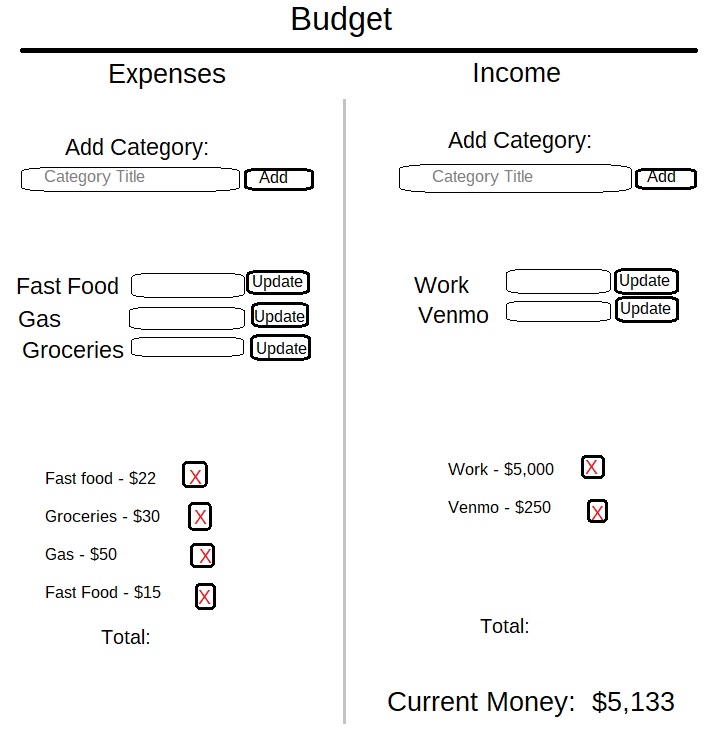 Budget
Expenses
Add Category:
Category Title Add
Fast Food Update
Gas Update
Groceries Update
Fast food - $22 X
Groceries - $30 X
Gas - $50 X
Fast Food - $15 X
Total:
Income
Add Category:
Category Title Add
Work Update
Venmo Update
Work - $5,000 X
Venmo - $250 X
Total:
Current Money: $5,133